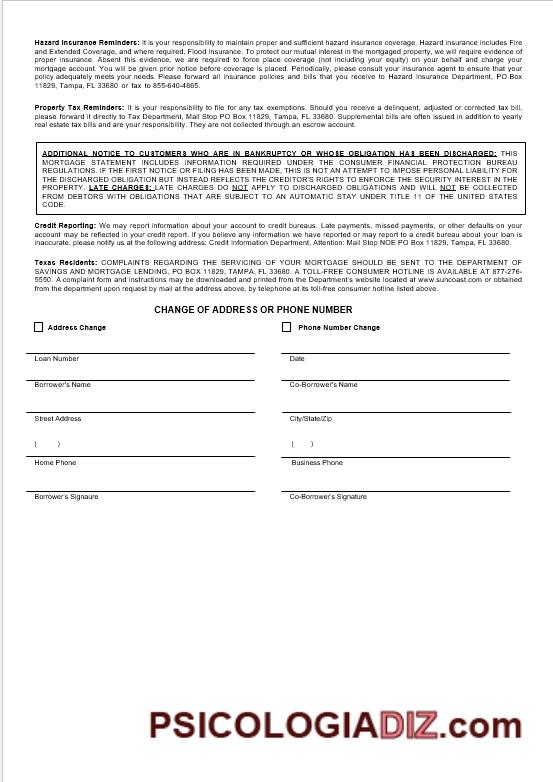 Hazard Insurance Reminders: It is your responsibility to maintain proper and sufficient hazard insurance coverage. Hazard insurance includes Fire
and Extended Coverage, and where required, Flood Insurance. To protect our mutual interest in the mortgaged property, we will require evidence of
proper insurance. Absent this evidence, we are required to force place coverage (not including your equity) on your behalf and charge your
mortgage account. You will be given prior notice before coverage is placed. Periodically, please consult your insurance agent to ensure that your
policy adequately meets your needs. Please forward all insurance policies and bills that you receive to Hazard Insurance Department, PO Box
11829, Tampa, FL 33680 or fax to 855-640-4865.
Property Tax Reminders: It is your responsibility to file for any tax exemptions. Should you receive a delinquent, adjusted or corrected tax bill,
please forward it directly to Tax Department, Mail Stop PO Box 11829, Tampa, FL 33680. Supplemental bills are often issued in addition to yearly
real estate tax bills and are your responsibility. They are not collected through an escrow account.
ADDITIONAL NOTICE TO CUSTOMERS WHO ARE IN BANKRUPTCY OR WHOSE OBLIGATION HAS BEEN DISCHARGED: THIS
MORTGAGE STATEMENT INCLUDES INFORMATION REQUIRED UNDER THE CONSUMER FINANCIAL PROTECTION BUREAU
REGULATIONS. IF THE FIRST NOTICE OR FILING HAS BEEN MADE, THIS IS NOT AN ATTEMPT TO IMPOSE PERSONAL LIABILITY FOR
THE DISCHARGED OBLIGATION BUT INSTEAD REFLECTS THE CREDITOR'S RIGHTS TO ENFORCE THE SECURITY INTEREST IN THE
PROPERTY. LATE CHARGES: LATE CHARGES DO NOT APPLY TO DISCHARGED OBLIGATIONS AND WILL NOT BE COLLECTED
FROM DEBTORS WITH OBLIGATIONS THAT ARE SUBJECT TO AN AUTOMATIC STAY UNDER TITLE 11 OF THE UNITED STATES
CODE.
Credit Reporting: We may report information about your account to credit bureaus. Late payments, missed payments, or other defaults on your
account may be reflected in your credit report. If you believe any information we have reported or may report to a credit bureau about your loan is
inaccurate, please notify us at the following address: Credit Information Department, Attention: Mail Stop NOE PO Box 11829, Tampa, FL 33680.
Texas Residents: COMPLAINTS REGARDING THE SERVICING OF YOUR MORTGAGE SHOULD BE SENT TO THE DEPARTMENT OF
SAVINGS AND MORTGAGE LENDING, PO BOX 11829, TAMPA, FL 33680. A TOLL-FREE CONSUMER HOTLINE IS AVAILABLE AT 877-276-
5550. A complaint form and instructions may be downloaded and printed from the Department's website located at www.suncoast.com or obtained
from the department upon request by mail at the address above, by telephone at its toll-free consumer hotline listed above.
CHANGE OF ADDRESS OR PHONE NUMBER
Address Change Phone Number Change
Loan Number Date
Borrower's Name Co-Borrower's Name
Street Address City/State/Zip
( ) ( )
Home Phone Business Phone
Borrower's Signaure Co-Borrower's Signature
PSICOLOGIADIZ.com